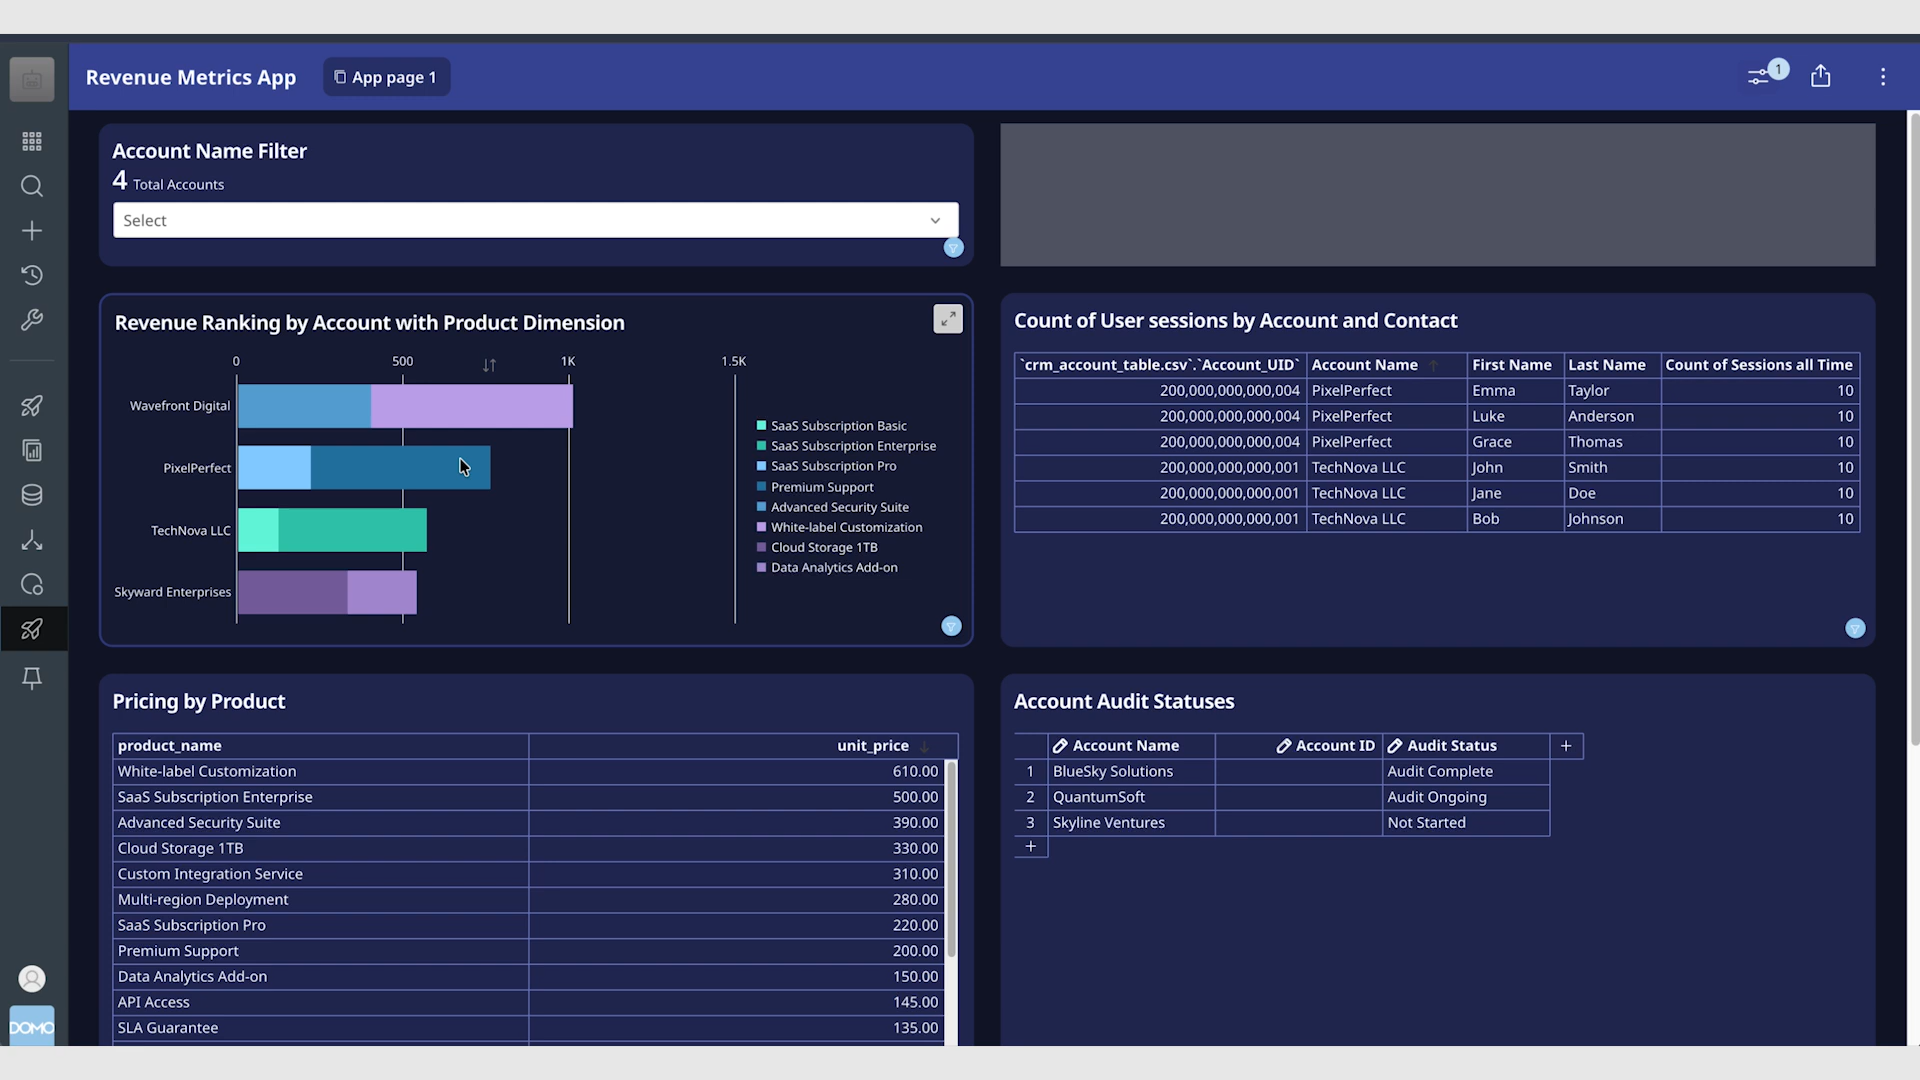 Revenue Metrics App
App page 1
1
Account Name Filter
4 Total Accounts
Select
Revenue Ranking by Account with Product Dimension
0 500 1K 1.5K
Wavefront Digital
PixelPerfect
TechNova LLC
Skyward Enterprises
SaaS Subscription Basic
SaaS Subscription Enterprise
SaaS Subscription Pro
Premium Support
Advanced Security Suite
White-label Customization
Cloud Storage 1TB
Data Analytics Add-on
Count of User sessions by Account and Contact
`crm_account_table.csv`.`Account_UID` Account Name First Name Last Name Count of Sessions all Time
200,000,000,000,004 PixelPerfect Emma Taylor 10
200,000,000,000,004 PixelPerfect Luke Anderson 10
200,000,000,000,004 PixelPerfect Grace Thomas 10
200,000,000,000,001 TechNova LLC John Smith 10
200,000,000,000,001 TechNova LLC Jane Doe 10
200,000,000,000,001 TechNova LLC Bob Johnson 10
Pricing by Product
product_name unit_price
White-label Customization 610.00
SaaS Subscription Enterprise 500.00
Advanced Security Suite 390.00
Cloud Storage 1TB 330.00
Custom Integration Service 310.00
Multi-region Deployment 280.00
SaaS Subscription Pro 220.00
Premium Support 200.00
Data Analytics Add-on 150.00
API Access 145.00
SLA Guarantee 135.00
Account Audit Statuses
Account Name Account ID Audit Status +
1 BlueSky Solutions Audit Complete
2 QuantumSoft Audit Ongoing
3 Skyline Ventures Not Started
+
DOMO